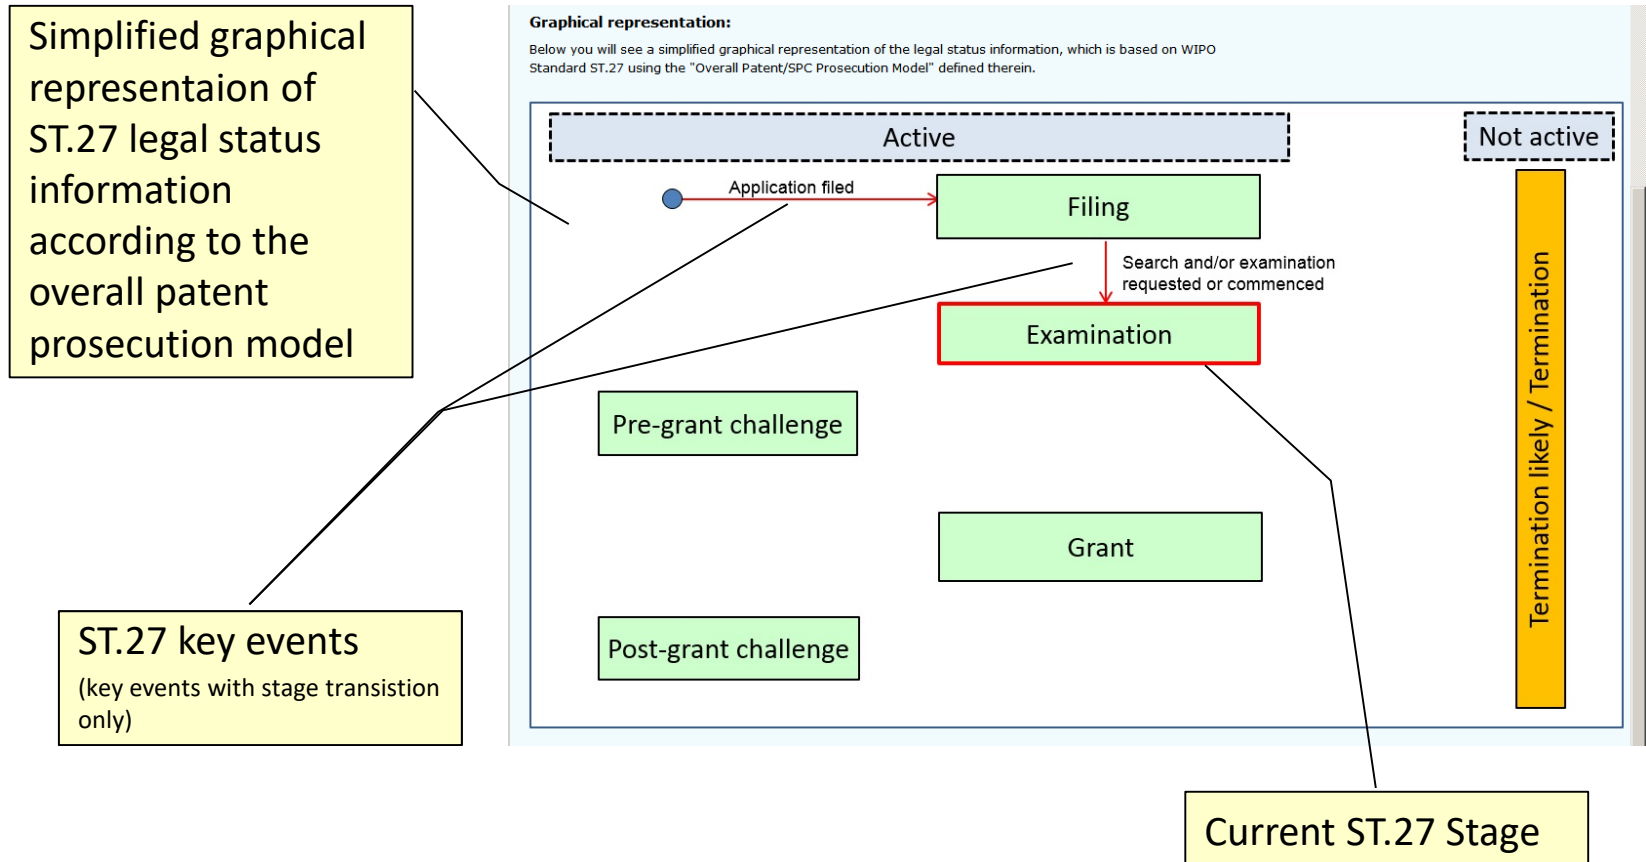 Simplified graphical
representaion of
ST.27 legal status
information
according to the
overall patent
prosecution model
Graphical representation:
Below you will see a simplified graphical representation of the legal status information, which is based on WIPO
Standard ST.27 using the "Overall Patent/SPC Prosecution Model" defined therein.
Active
Not active
Application filed
Filing
Search and/or examination
requested or commenced
Examination
Pre-grant challenge
Grant
Post-grant challenge
Termination likely / Termination
ST.27 key events
(key events with stage transistion
only)
Current ST.27 Stage